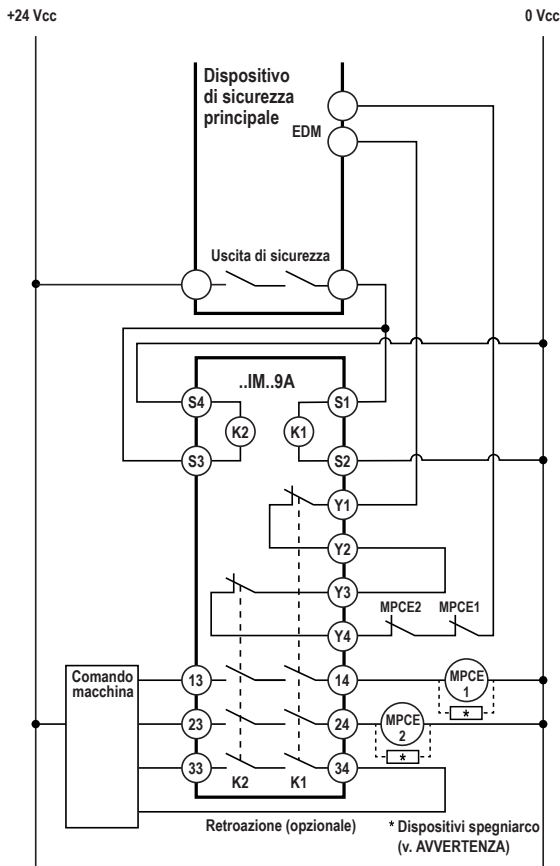 +24 Vcc
0 Vcc
Dispositivo
di sicurezza
principale
EDM
Uscita di sicurezza
..IM..9A
S4
S1
K2
K1
S3
S2
Y1
Y2
Y3
MPCE2
MPCE1
Y4
Comando
macchina
13
14
MPCE
1
*
23
24
MPCE
2
*
33
34
K2
K1
Retroazione (opzionale)
* Dispositivi spegniarco
(v. AVVERTENZA)